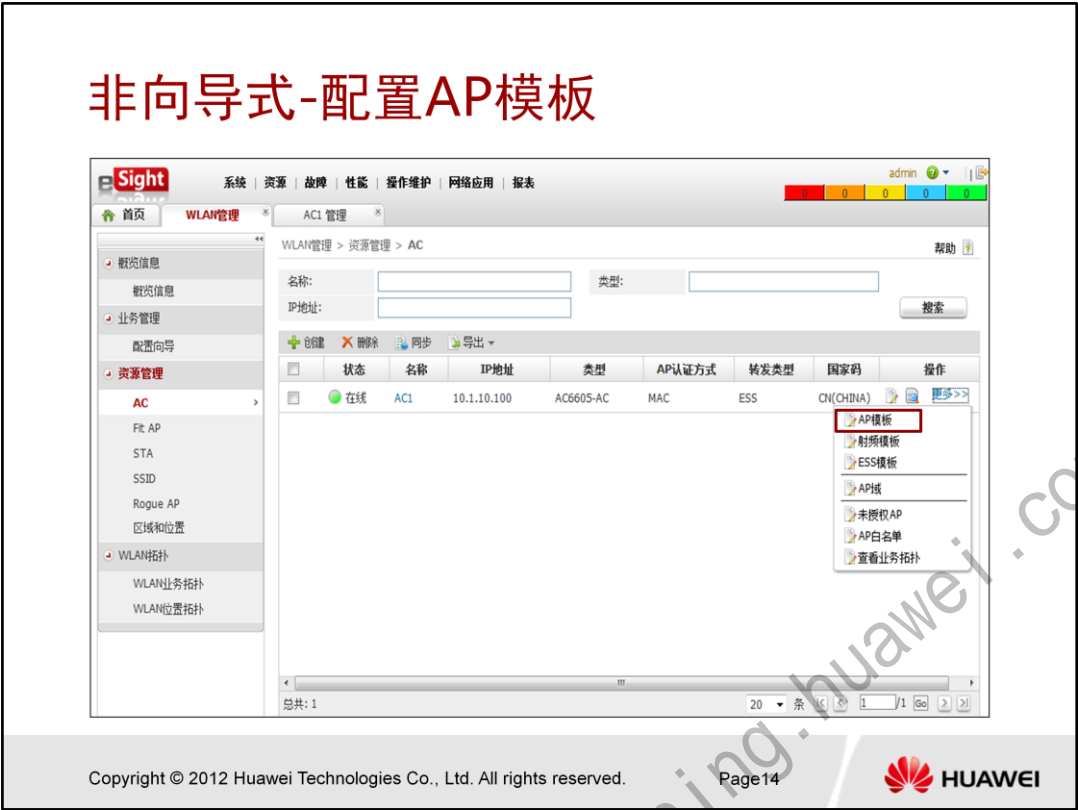 非向导式-配置AP模板
eSight
系统 | 资源 | 故障 | 性能 | 操作维护 | 网络应用 | 报表
admin
0 0 0 0 0
首页 WLAN管理 AC1 管理
WLAN管理 > 资源管理 > AC
帮助
概览信息
概览信息
业务管理
配置向导
资源管理
AC
Fit AP
STA
SSID
Rogue AP
区域和位置
WLAN拓扑
WLAN业务拓扑
WLAN位置拓扑
名称: 类型:
IP地址: 搜索
创建 删除 同步 导出
状态 名称 IP地址 类型 AP认证方式 转发类型 国家码 操作
在线 AC1 10.1.10.100 AC6605-AC MAC ESS CN(CHINA) 更多>>
AP模板
射频模板
ESS模板
AP域
未授权AP
AP白名单
查看业务拓扑
总共: 1 20 条 1 /1 Go
Copyright © 2012 Huawei Technologies Co., Ltd. All rights reserved. Page14 HUAWEI